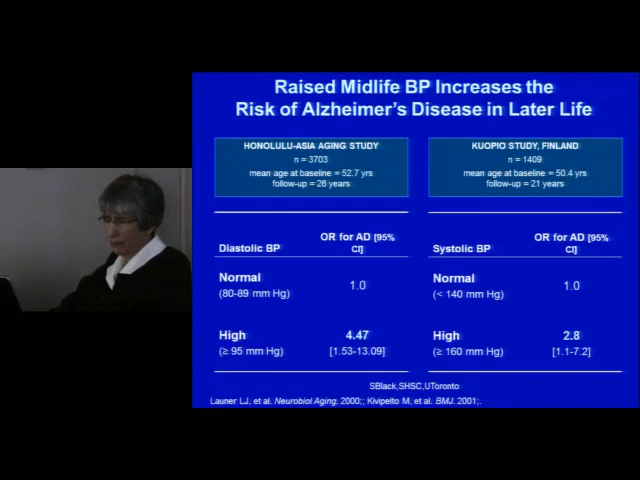 Raised Midlife BP Increases the
Risk of Alzheimer's Disease in Later Life
HONOLULU-ASIA AGING STUDY
n = 3703
mean age at baseline = 52.7 yrs
follow-up = 26 years
KUOPIO STUDY, FINLAND
n = 1409
mean age at baseline = 50.4 yrs
follow-up = 21 years
Diastolic BP
OR for AD [95%
CI]
Normal
(80-89 mm Hg)
1.0
High
(≥ 95 mm Hg)
4.47
[1.53-13.09]
Systolic BP
OR for AD [95%
CI]
Normal
(< 140 mm Hg)
1.0
High
(≥ 160 mm Hg)
2.8
[1.1-7.2]
SBlack,SHSC,UToronto
Launer LJ, et al. Neurobiol Aging. 2000;; Kivipelto M, et al. BMJ. 2001;.